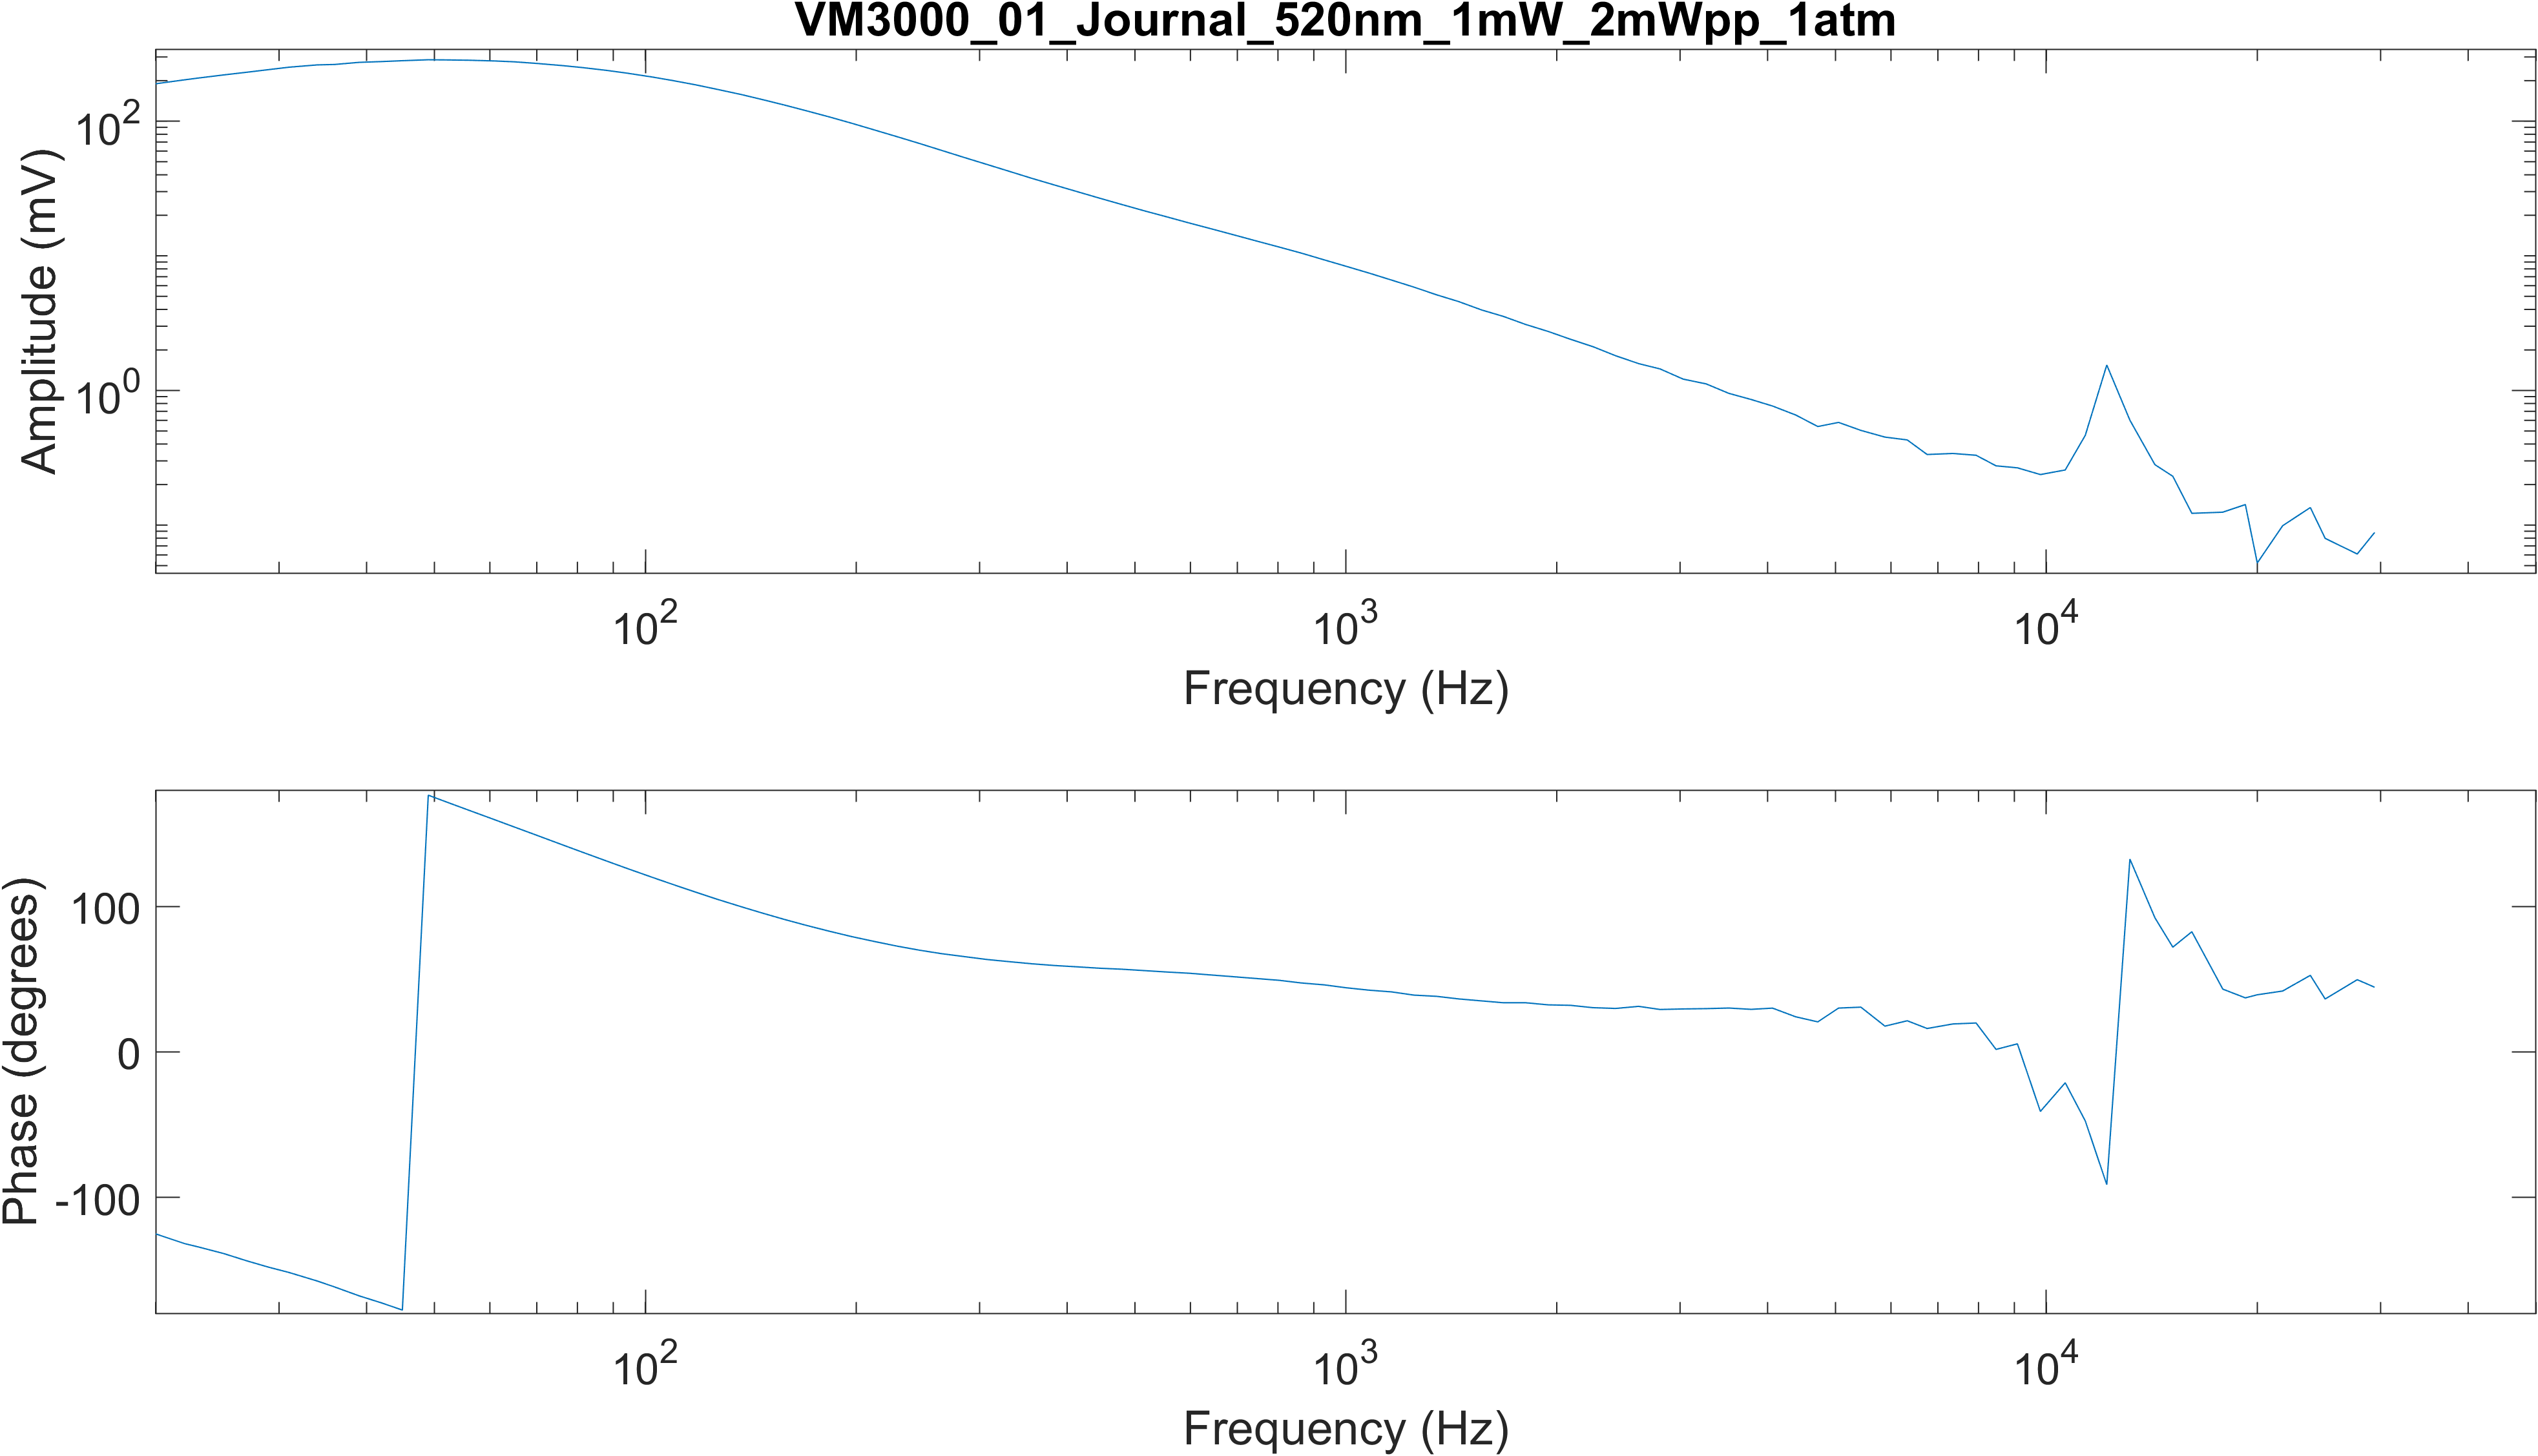 VM3000_01_Journal_520nm_1mW_2mWpp_1atm
Amplitude (mV)
10^2
10^0
10^2
10^3
10^4
Frequency (Hz)
Phase (degrees)
100
0
-100
10^2
10^3
10^4
Frequency (Hz)